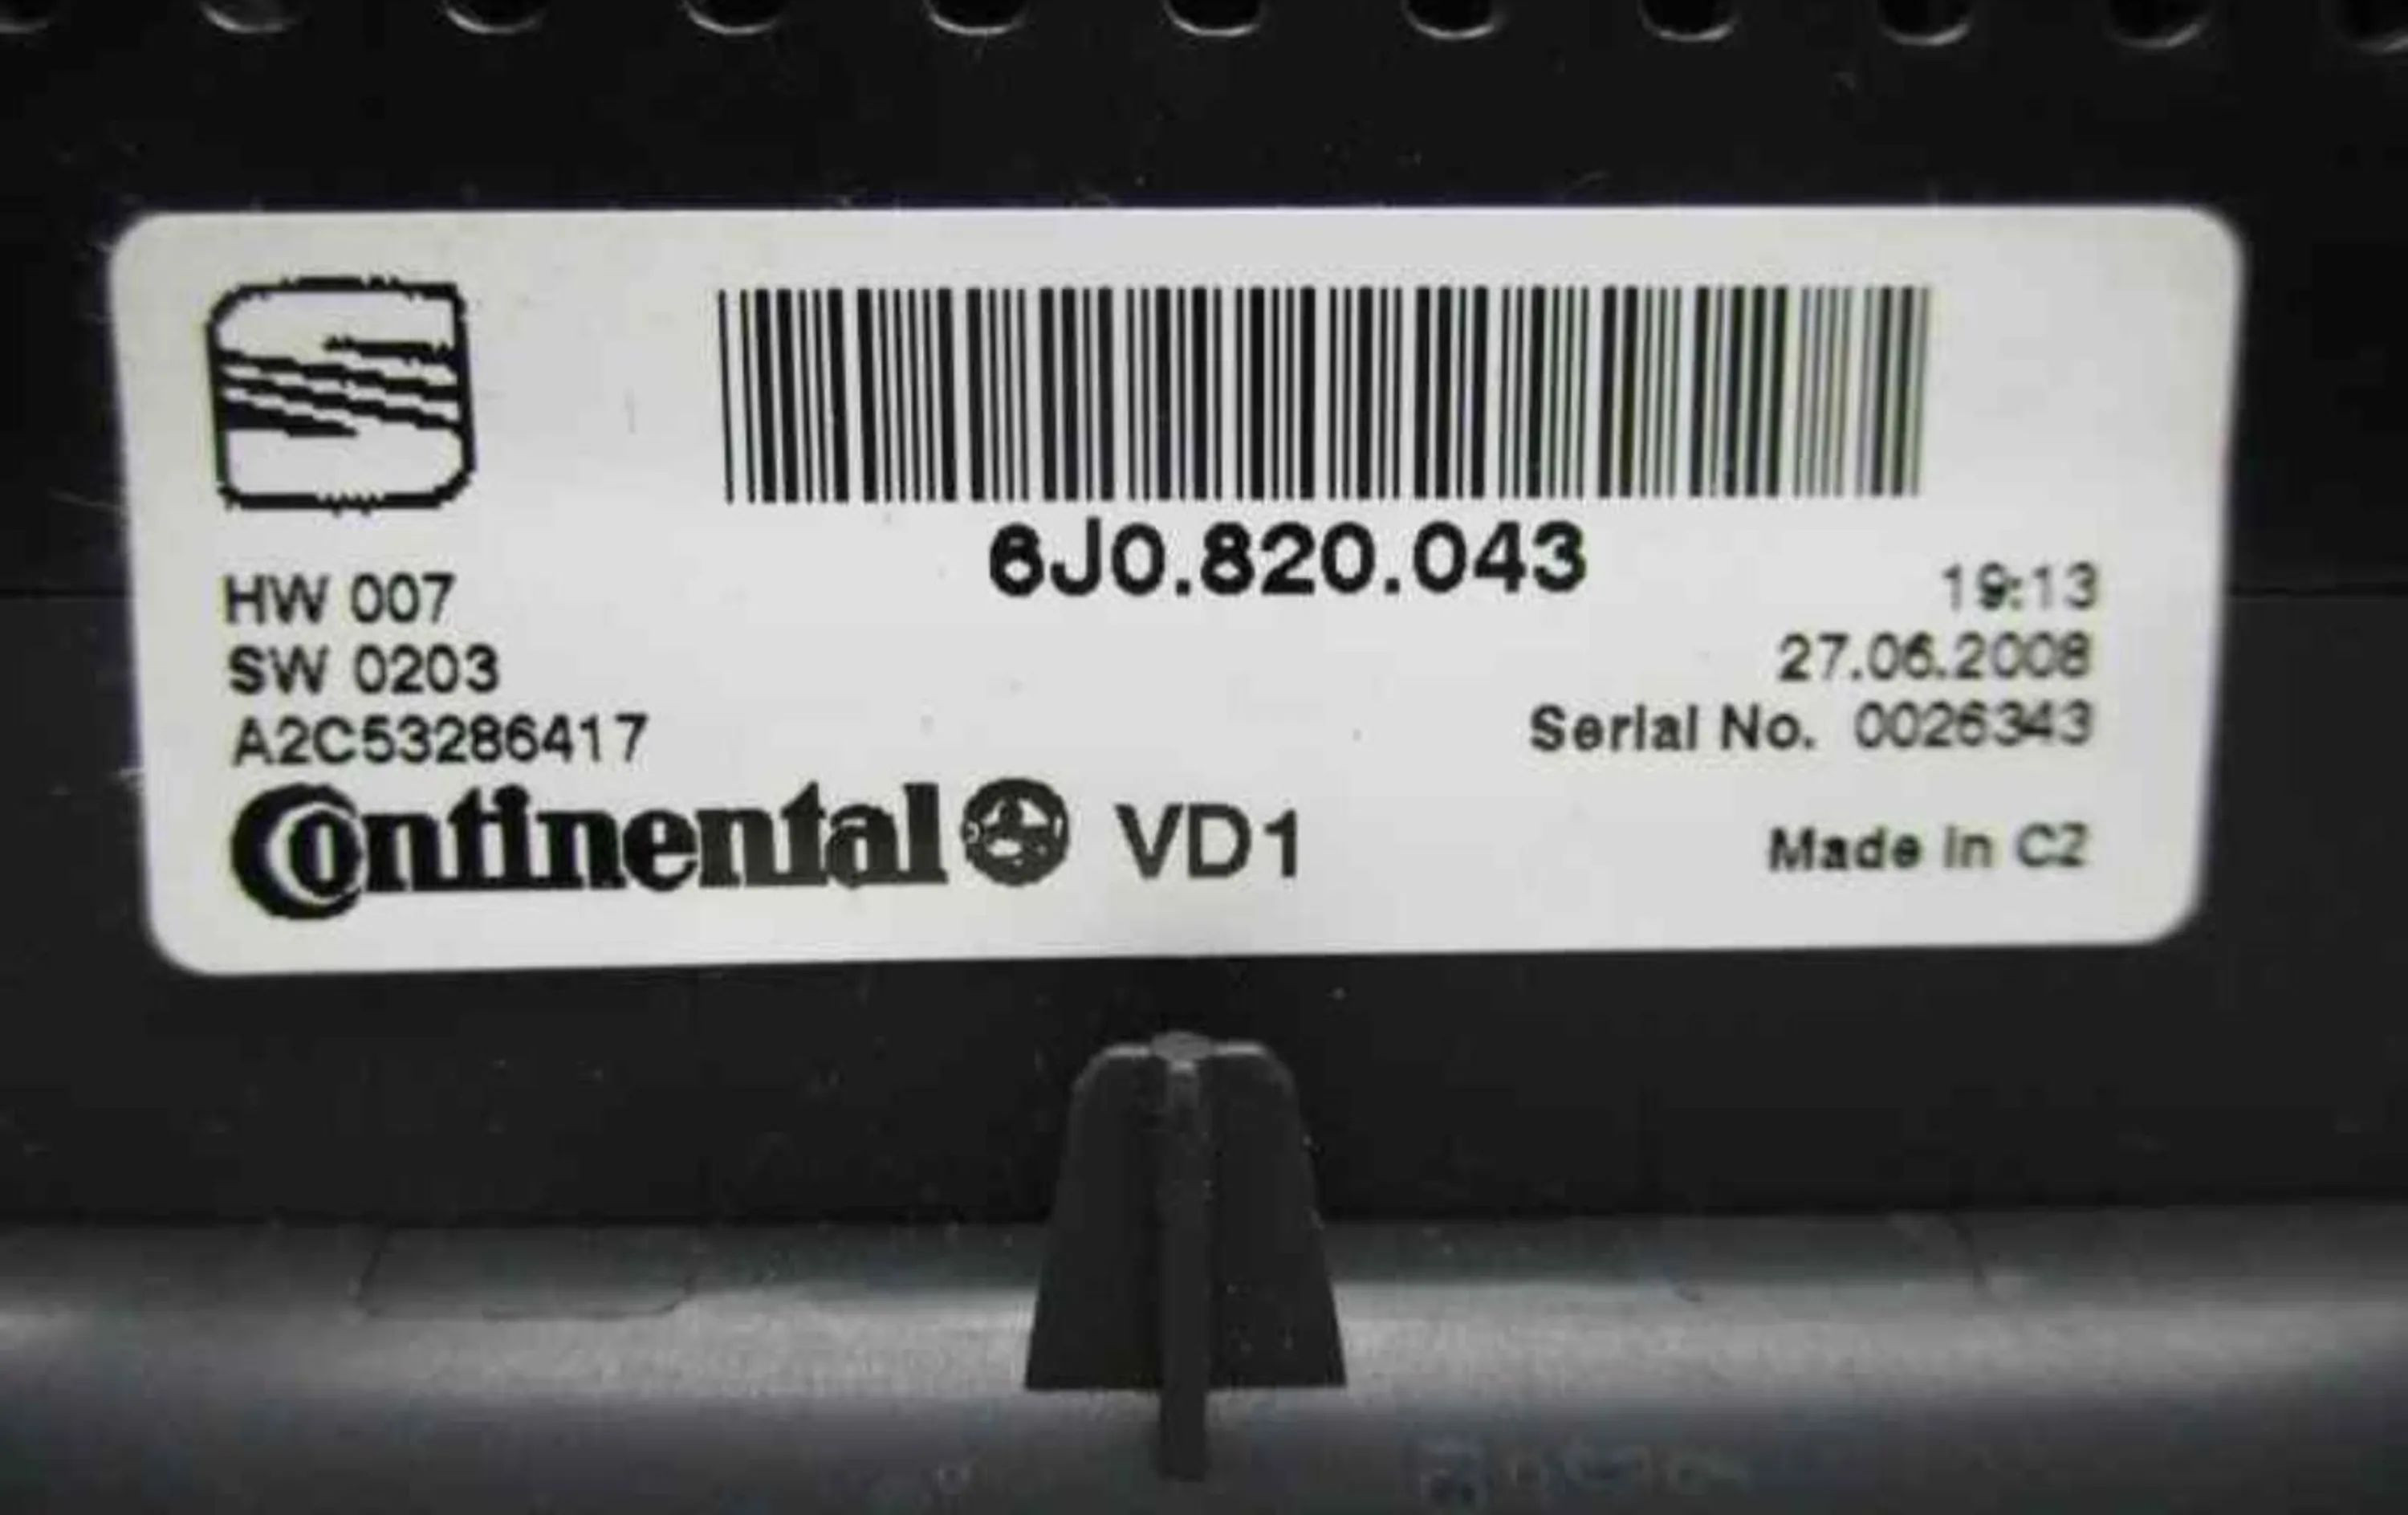 6J0.820.043
HW 007
SW 0203
A2C53286417
Continental VD1
19:13
27.06.2008
Serial No. 0026343
Made in CZ